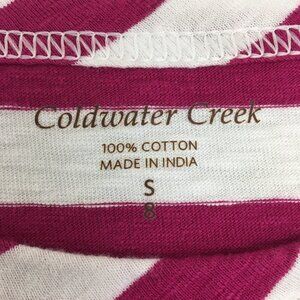 Coldwater Creek
100% COTTON
MADE IN INDIA
S
8